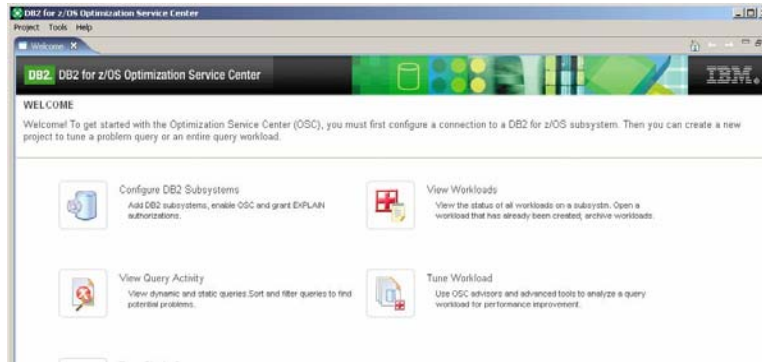 DB2 for z/OS Optimization Service Center
Project Tools Help
Welcome X
DB2. DB2 for z/OS Optimization Service Center
IBM.
WELCOME
Welcome! To get started with the Optimization Service Center (OSC), you must first configure a connection to a DB2 for z/OS subsystem. Then you can create a new
project to tune a problem query or an entire query workload.
Configure DB2 Subsystems
Add DB2 subsystems, enable OSC and grant EXPLAIN
authorizations.
View Workloads
View the status of all workloads on a subsystm. Open a
workload that has already been created, archive workloads.
View Query Activity
View dynamic and static queries.Sort and filter queries to find
potential problems.
Tune Workload
Use OSC advisors and advanced tools to analyze a query
workload for performance improvement.